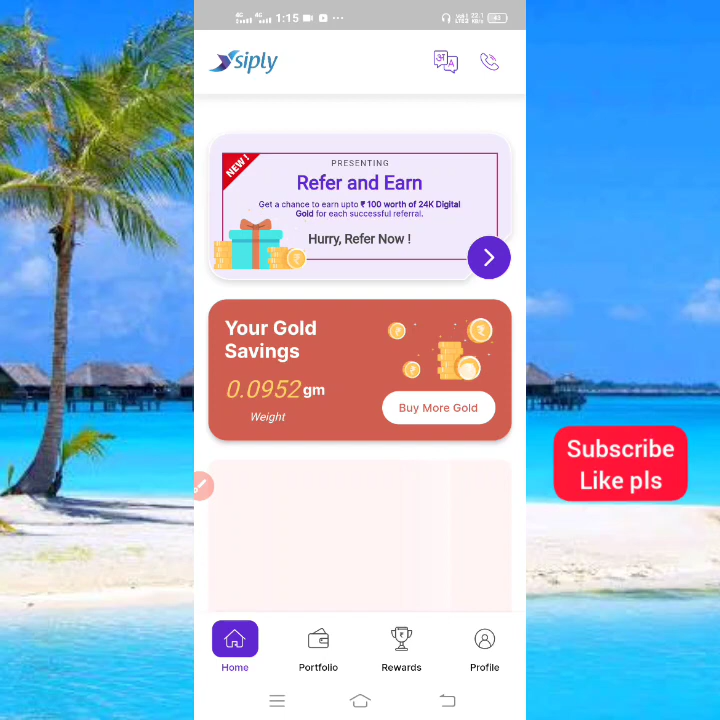 4G 4G 1:15
siply
अ A
NEW !
PRESENTING
Refer and Earn
Get a chance to earn upto ₹ 100 worth of 24K Digital
Gold for each successful referral.
Hurry, Refer Now !
Your Gold
Savings
0.0952 gm
Weight
Buy More Gold
Subscribe
Like pls
Home
Portfolio
Rewards
Profile